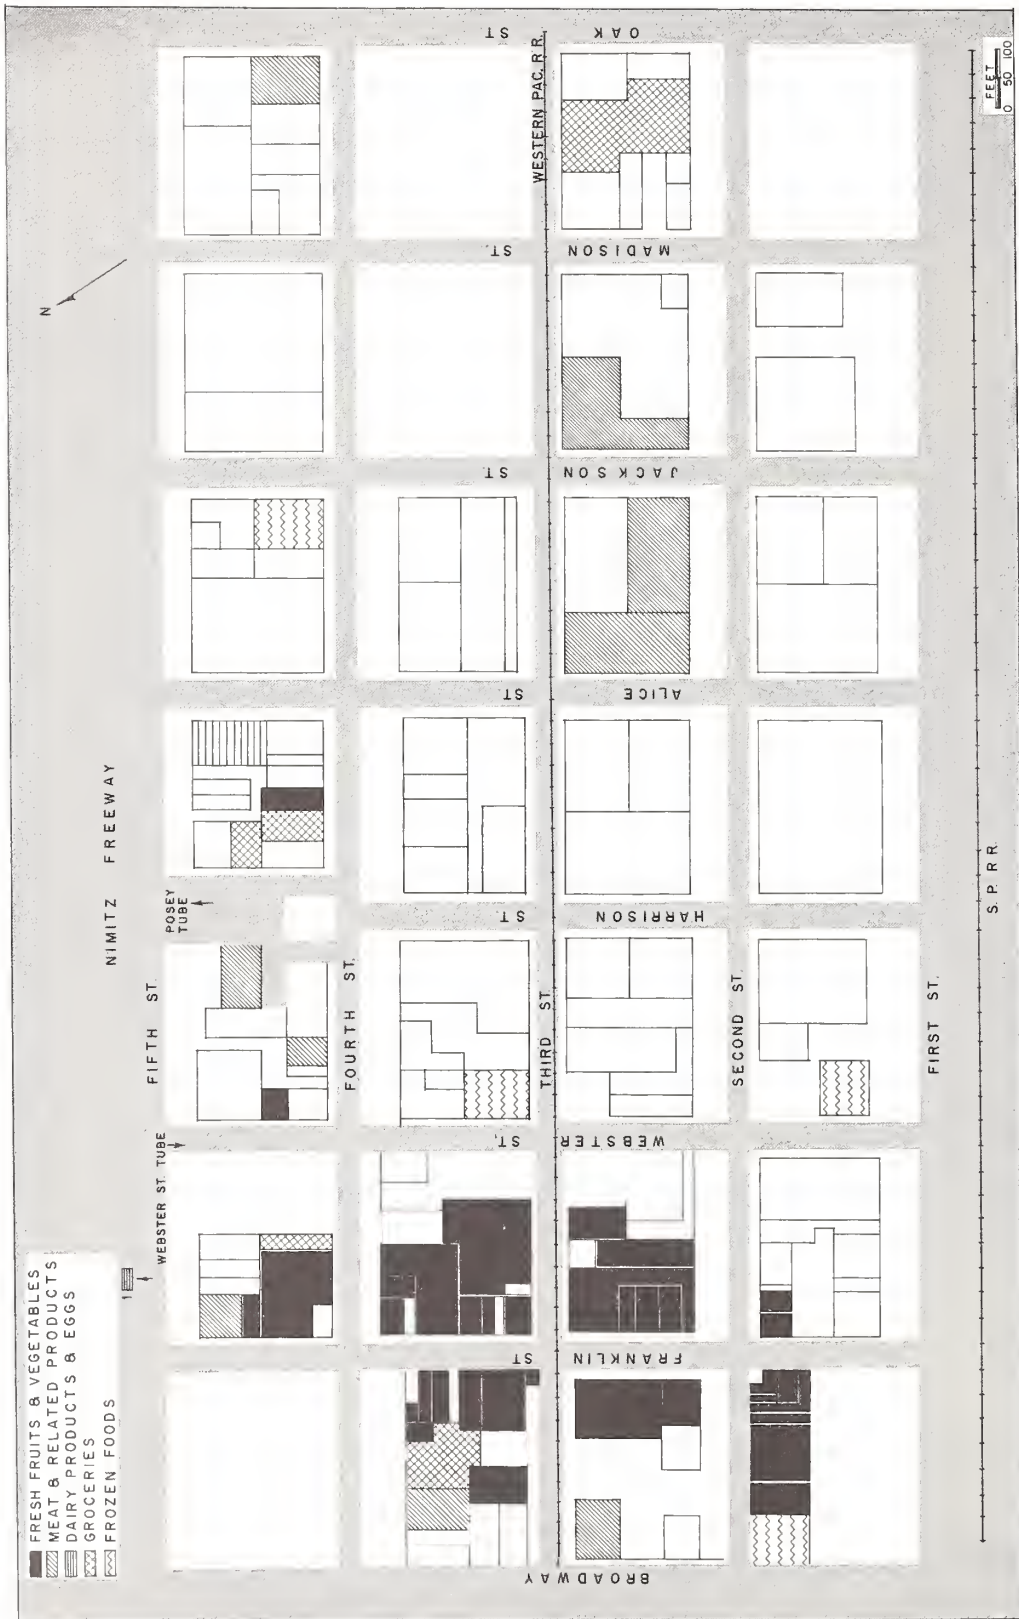 FRESH FRUITS & VEGETABLES
MEAT & RELATED PRODUCTS
DAIRY PRODUCTS & EGGS
GROCERIES
FROZEN FOODS
1
WEBSTER ST. TUBE
POSEY TUBE
NIMITZ FREEWAY
N
FIFTH ST.
FOURTH ST.
THIRD ST.
SECOND ST.
FIRST ST.
BROADWAY
FRANKLIN ST
WEBSTER ST.
HARRISON ST.
ALICE ST
JACKSON ST.
MADISON ST.
OAK ST
WESTERN PAC. R.R.
S.P.R.R.
FEET
0 50 100